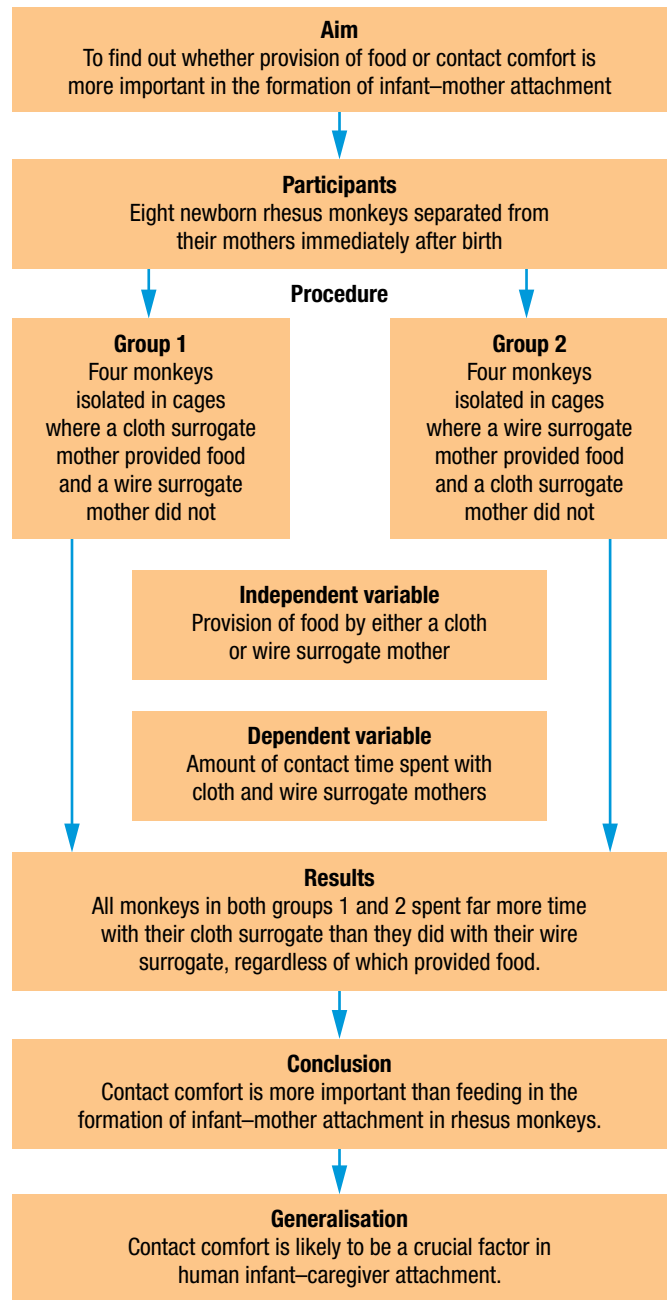 Aim
To find out whether provision of food or contact comfort is
more important in the formation of infant–mother attachment
Participants
Eight newborn rhesus monkeys separated from
their mothers immediately after birth
Procedure
Group 1
Four monkeys
isolated in cages
where a cloth surrogate
mother provided food
and a wire surrogate
mother did not
Group 2
Four monkeys
isolated in cages
where a wire surrogate
mother provided food
and a cloth surrogate
mother did not
Independent variable
Provision of food by either a cloth
or wire surrogate mother
Dependent variable
Amount of contact time spent with
cloth and wire surrogate mothers
Results
All monkeys in both groups 1 and 2 spent far more time
with their cloth surrogate than they did with their wire
surrogate, regardless of which provided food.
Conclusion
Contact comfort is more important than feeding in the
formation of infant–mother attachment in rhesus monkeys.
Generalisation
Contact comfort is likely to be a crucial factor in
human infant–caregiver attachment.